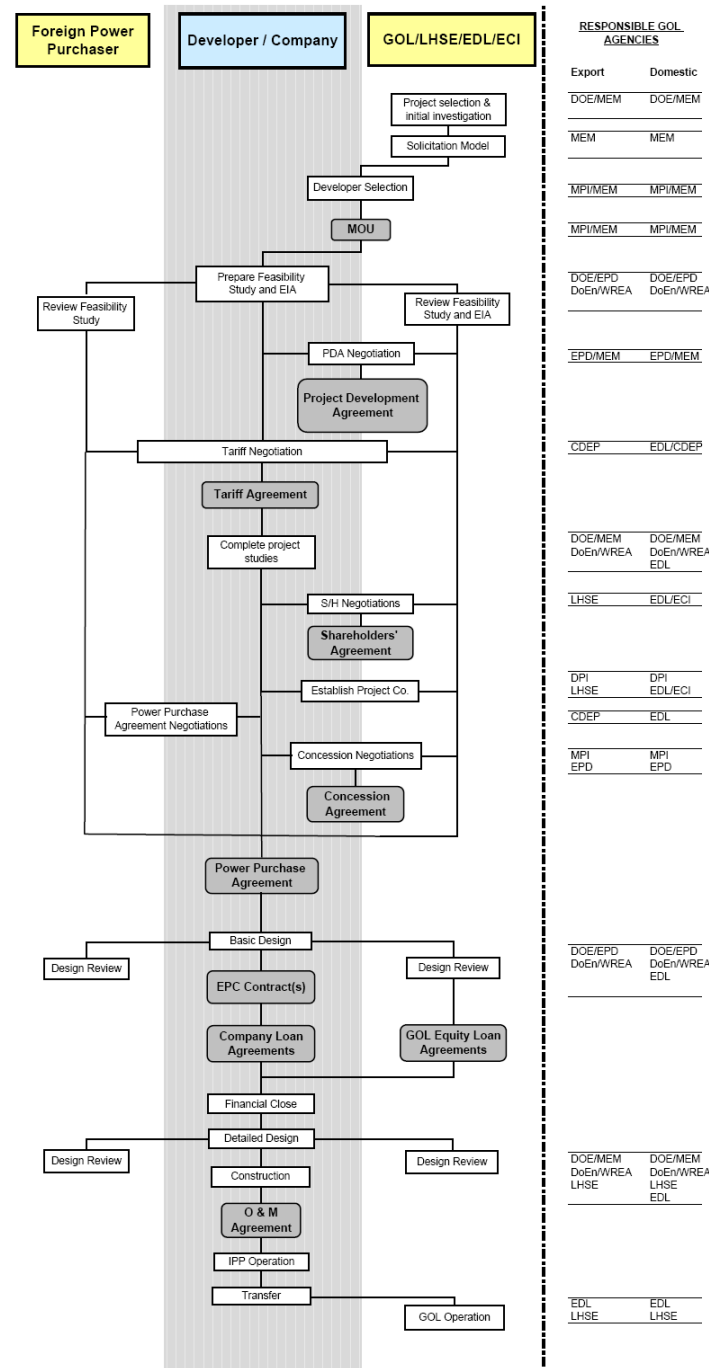 Foreign Power
Purchaser
Developer / Company
GOL/LHSE/EDL/ECI
RESPONSIBLE GOL
AGENCIES
Export Domestic
Project selection &
initial investigation
DOE/MEM DOE/MEM
Solicitation Model
MEM MEM
Developer Selection
MPI/MEM MPI/MEM
MOU
MPI/MEM MPI/MEM
Prepare Feasibility
Study and EIA
Review Feasibility
Study
Review Feasibility
Study and EIA
DOE/EPD DOE/EPD
DoEn/WREA DoEn/WREA
PDA Negotiation
EPD/MEM EPD/MEM
Project Development
Agreement
Tariff Negotiation
CDEP EDL/CDEP
Tariff Agreement
Complete project
studies
DOE/MEM DOE/MEM
DoEn/WREA DoEn/WREA
EDL
S/H Negotiations
LHSE EDL/ECI
Shareholders'
Agreement
Establish Project Co.
DPI DPI
LHSE EDL/ECI
Power Purchase
Agreement Negotiations
CDEP EDL
Concession Negotiations
MPI MPI
EPD EPD
Concession
Agreement
Power Purchase
Agreement
Basic Design
Design Review
Design Review
DOE/EPD DOE/EPD
DoEn/WREA DoEn/WREA
EDL
EPC Contract(s)
Company Loan
Agreements
GOL Equity Loan
Agreements
Financial Close
Detailed Design
Design Review
Design Review
DOE/MEM DOE/MEM
DoEn/WREA DoEn/WREA
LHSE LHSE
EDL
Construction
O & M
Agreement
IPP Operation
Transfer
GOL Operation
EDL EDL
LHSE LHSE